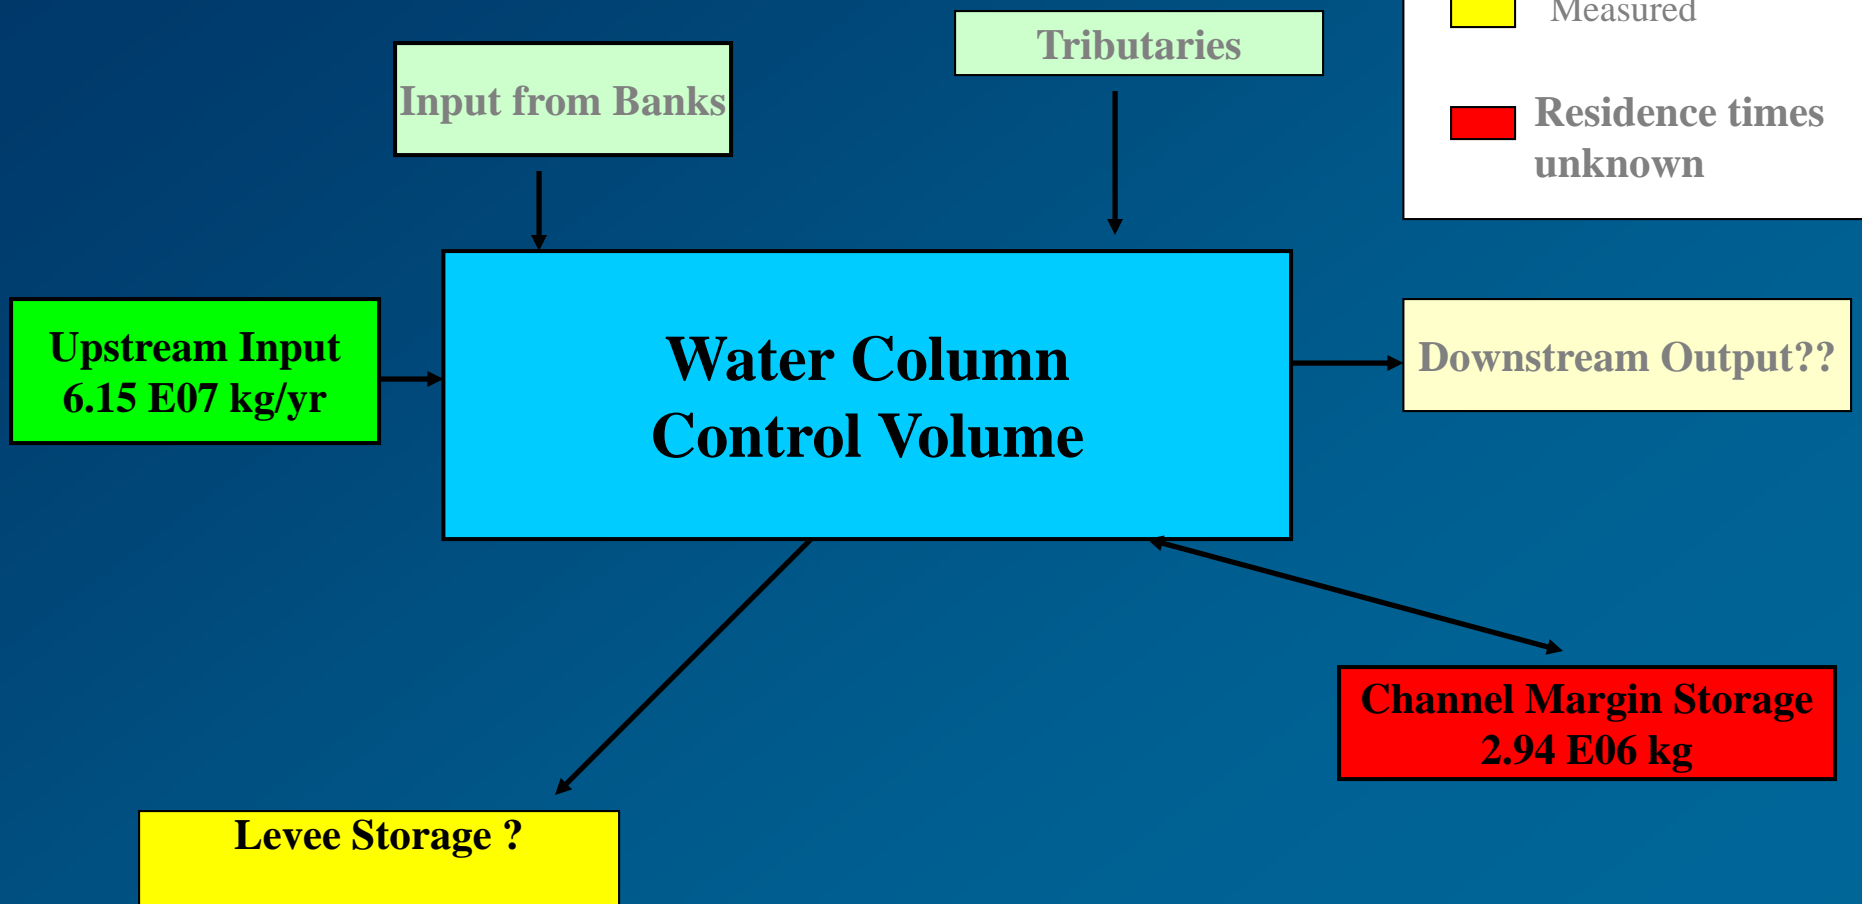 Measured
Tributaries
Input from Banks
Residence times
unknown
Upstream Input
6.15 E07 kg/yr
Water Column
Control Volume
Downstream Output??
Channel Margin Storage
2.94 E06 kg
Levee Storage ?